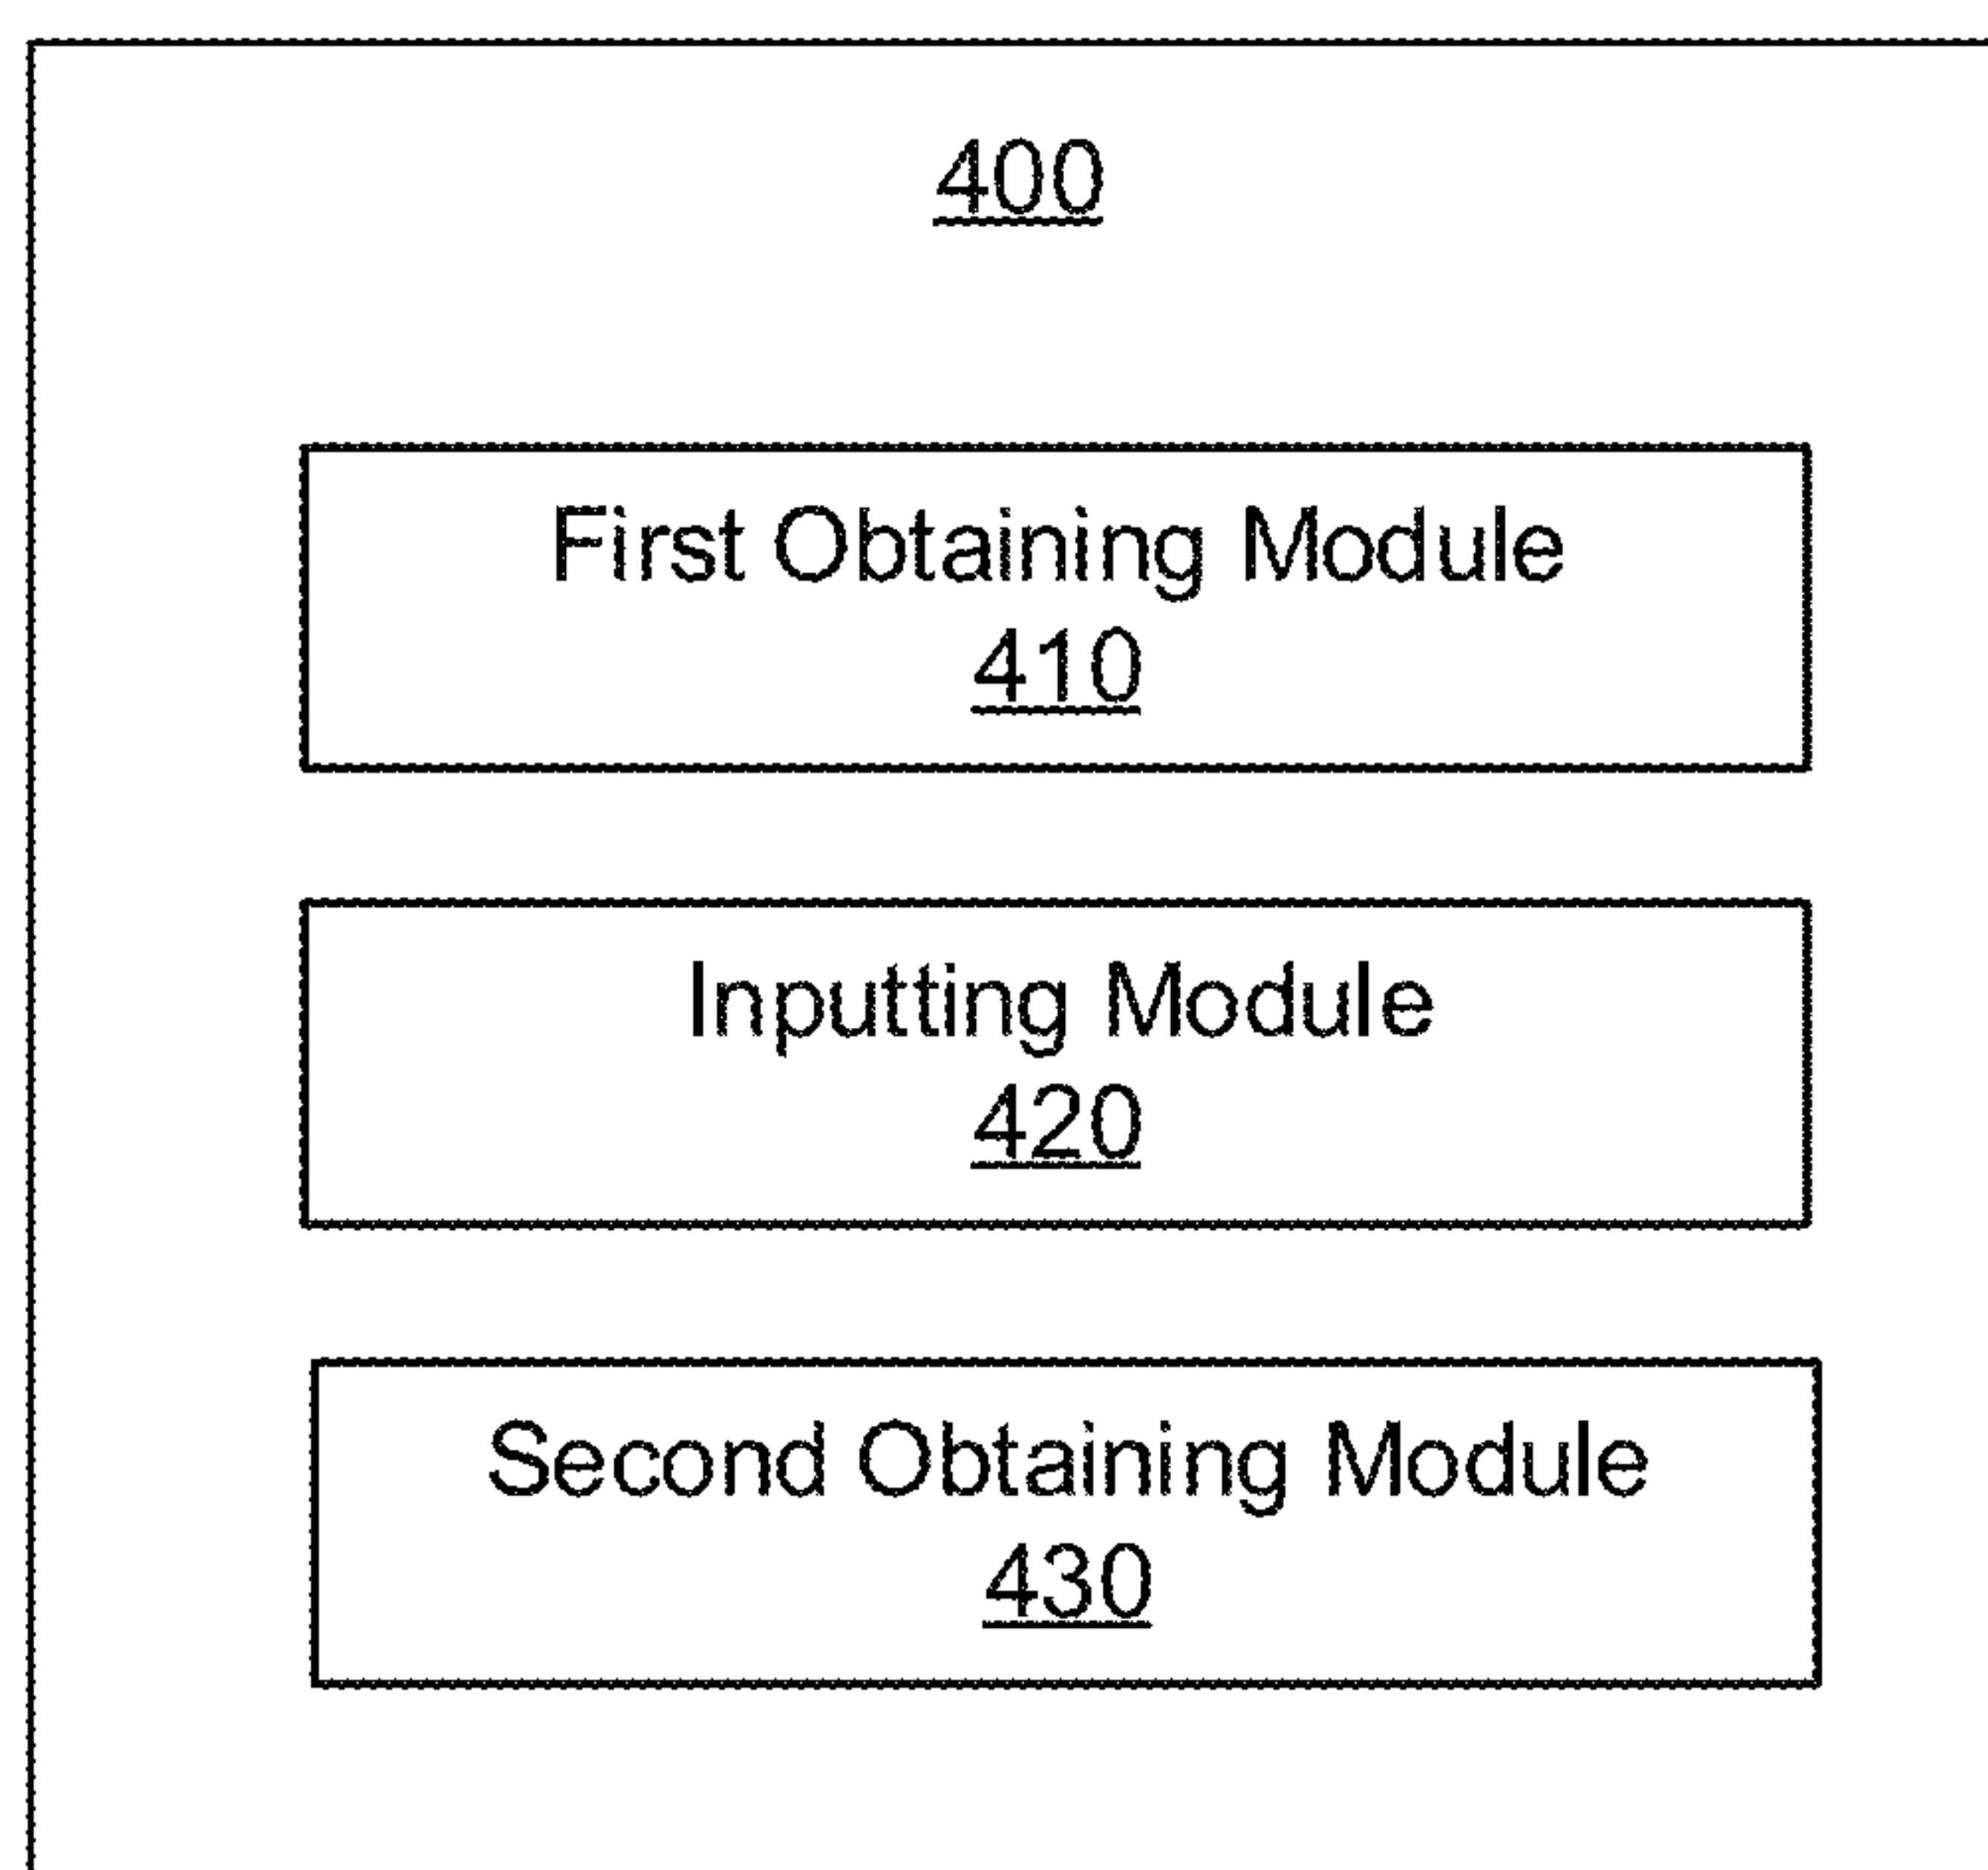 400
First Obtaining Module
410
Inputting Module
420
Second Obtaining Module
430